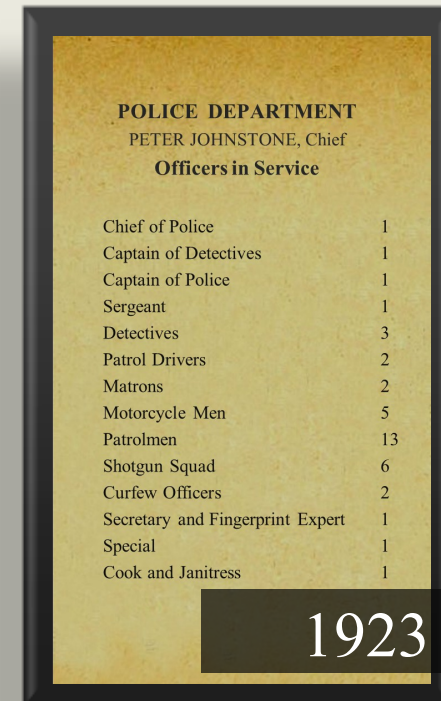 POLICE DEPARTMENT
PETER JOHNSTONE, Chief
Officers in Service
Chief of Police 1
Captain of Detectives 1
Captain of Police 1
Sergeant 1
Detectives 3
Patrol Drivers 2
Matrons 2
Motorcycle Men 5
Patrolmen 13
Shotgun Squad 6
Curfew Officers 2
Secretary and Fingerprint Expert 1
Special 1
Cook and Janitress 1
1923